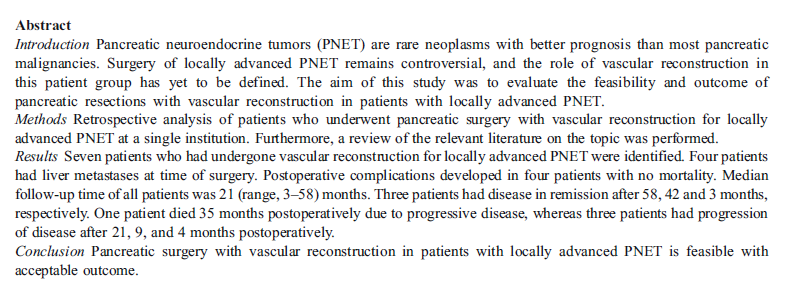 Abstract
Introduction Pancreatic neuroendocrine tumors (PNET) are rare neoplasms with better prognosis than most pancreatic
malignancies. Surgery of locally advanced PNET remains controversial, and the role of vascular reconstruction in
this patient group has yet to be defined. The aim of this study was to evaluate the feasibility and outcome of
pancreatic resections with vascular reconstruction in patients with locally advanced PNET.
Methods Retrospective analysis of patients who underwent pancreatic surgery with vascular reconstruction for locally
advanced PNET at a single institution. Furthermore, a review of the relevant literature on the topic was performed.
Results Seven patients who had undergone vascular reconstruction for locally advanced PNET were identified. Four patients
had liver metastases at time of surgery. Postoperative complications developed in four patients with no mortality. Median
follow-up time of all patients was 21 (range, 3–58) months. Three patients had disease in remission after 58, 42 and 3 months,
respectively. One patient died 35 months postoperatively due to progressive disease, whereas three patients had progression
of disease after 21, 9, and 4 months postoperatively.
Conclusion Pancreatic surgery with vascular reconstruction in patients with locally advanced PNET is feasible with
acceptable outcome.